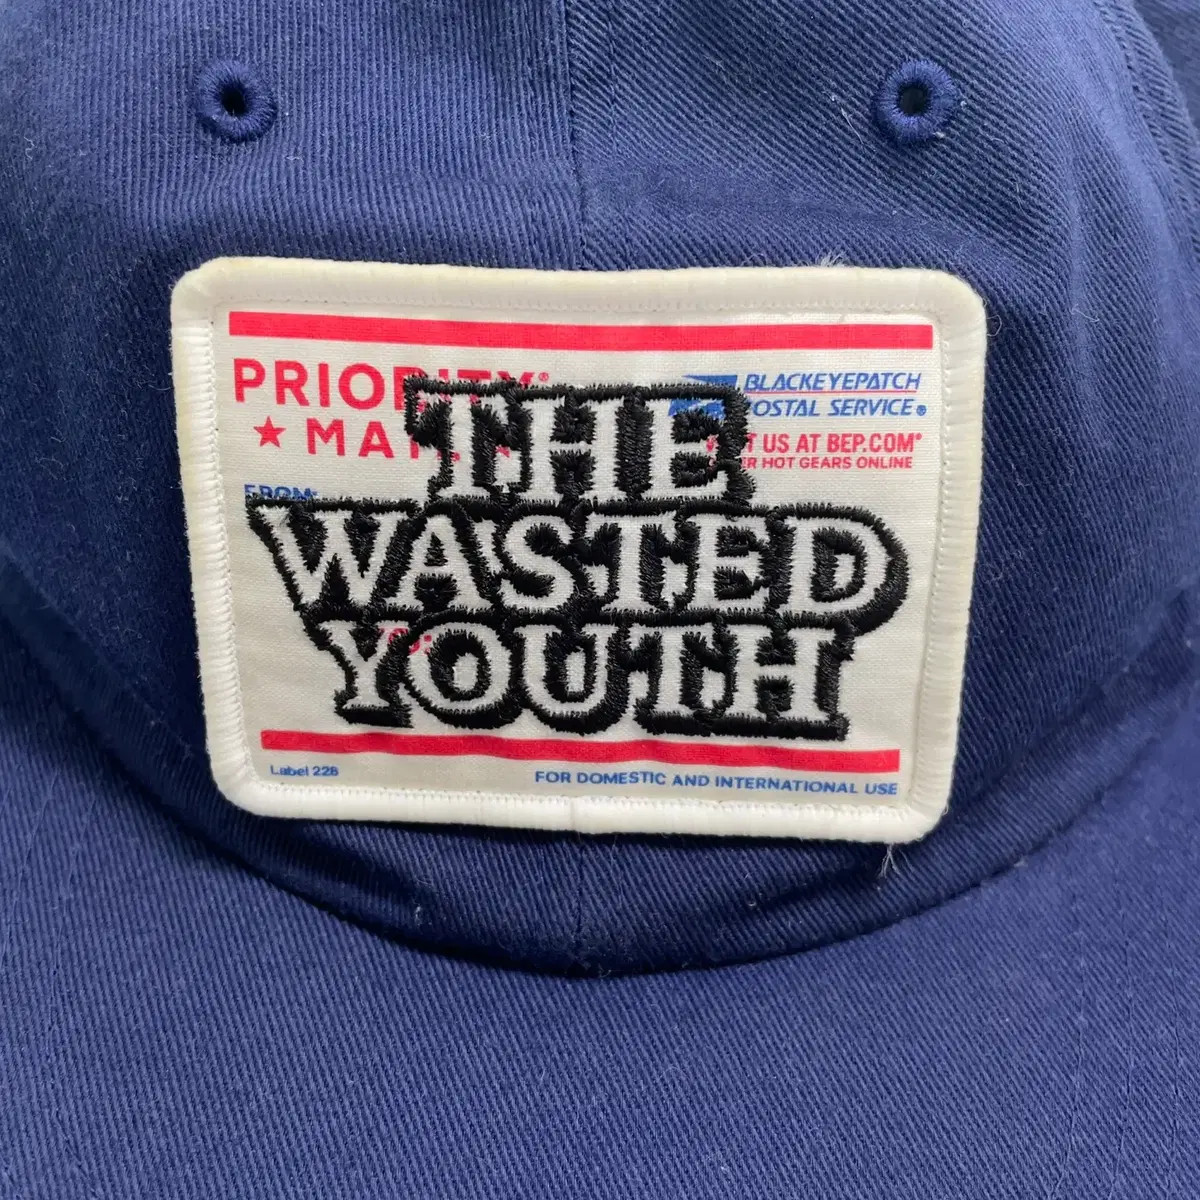 PRIORITY®
★ MAIL
BLACKEYEPATCH
POSTAL SERVICE®
US AT BEP.COM®
HOT GEARS ONLINE
FROM:
THE
WASTED
YOUTH
TO:
Label 228
FOR DOMESTIC AND INTERNATIONAL USE